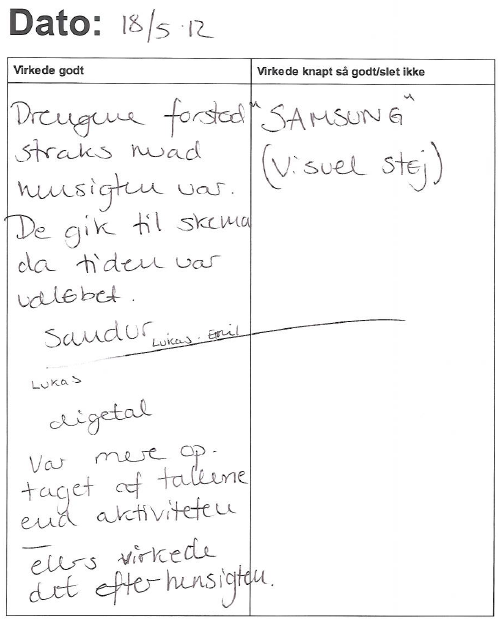 Dato: 18/5-12
Virkede godt
Virkede knapt så godt/slet ikke
Drengene forstod
straks hvad
hensigten var.
De gik til skema
da tiden var
udløbet.
Sandur Lukas. Emil
Lukas
digetal
Var mere op-
taget af tallene
end aktiviteten
–
ellers virkede
det efter hensigten.
"SAMSUNG"
(Visuel støj)